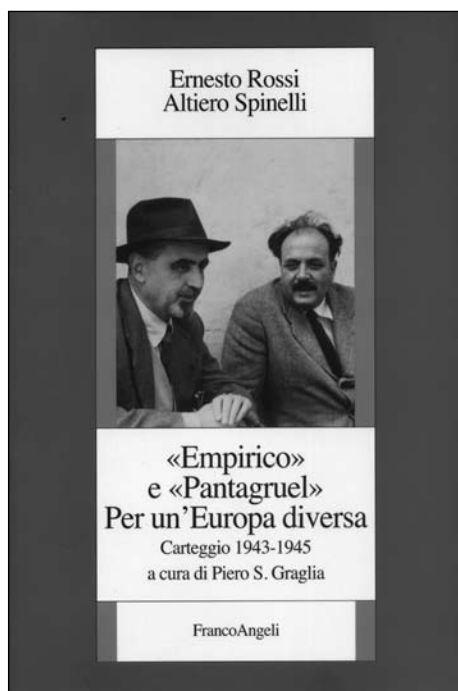 Ernesto Rossi
Altiero Spinelli
«Empirico»
e «Pantagruel»
Per un’Europa diversa
Carteggio 1943-1945
a cura di Piero S. Graglia
FrancoAngeli